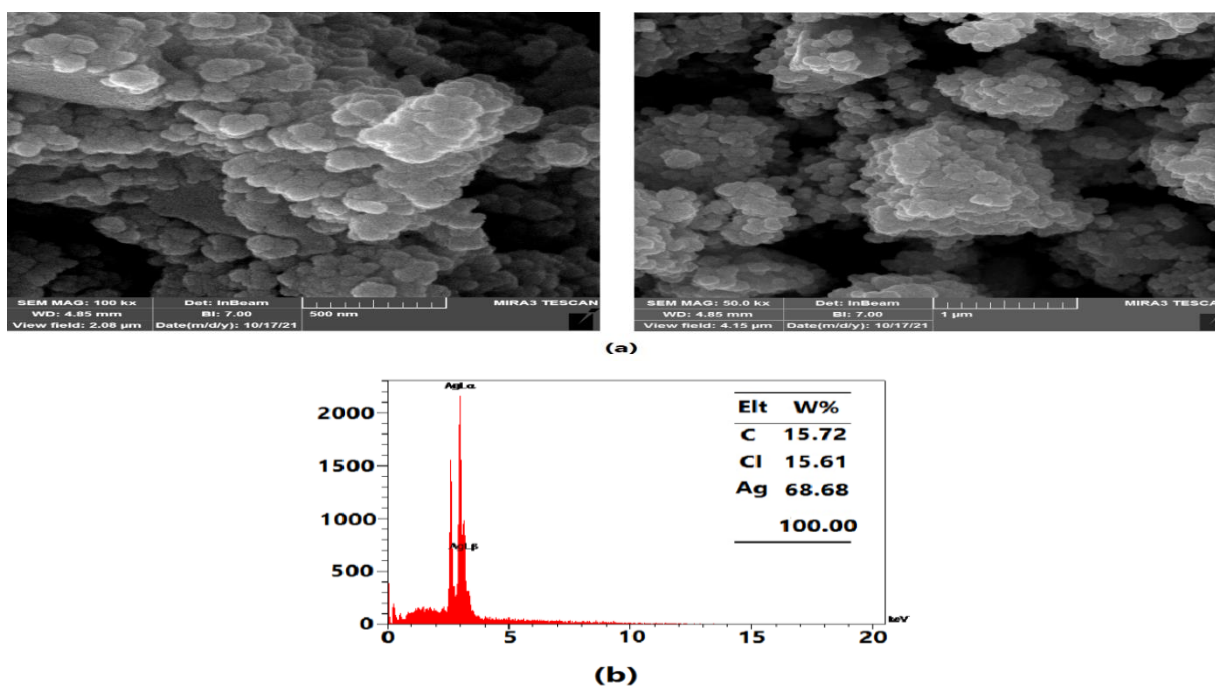 SEM MAG: 100 kx Det: InBeam MIRA3 TESCAN
WD: 4.85 mm BI: 7.00 500 nm
View field: 2.08 µm Date(m/d/y): 10/17/21
SEM MAG: 50.0 kx Det: InBeam MIRA3 TESCAN
WD: 4.85 mm BI: 7.00 1 µm
View field: 4.15 µm Date(m/d/y): 10/17/21
(a)
AgLα
2000
1500
1000
AgLβ
500
0
0 5 10 15 20 keV
Elt W%
C 15.72
Cl 15.61
Ag 68.68
100.00
(b)